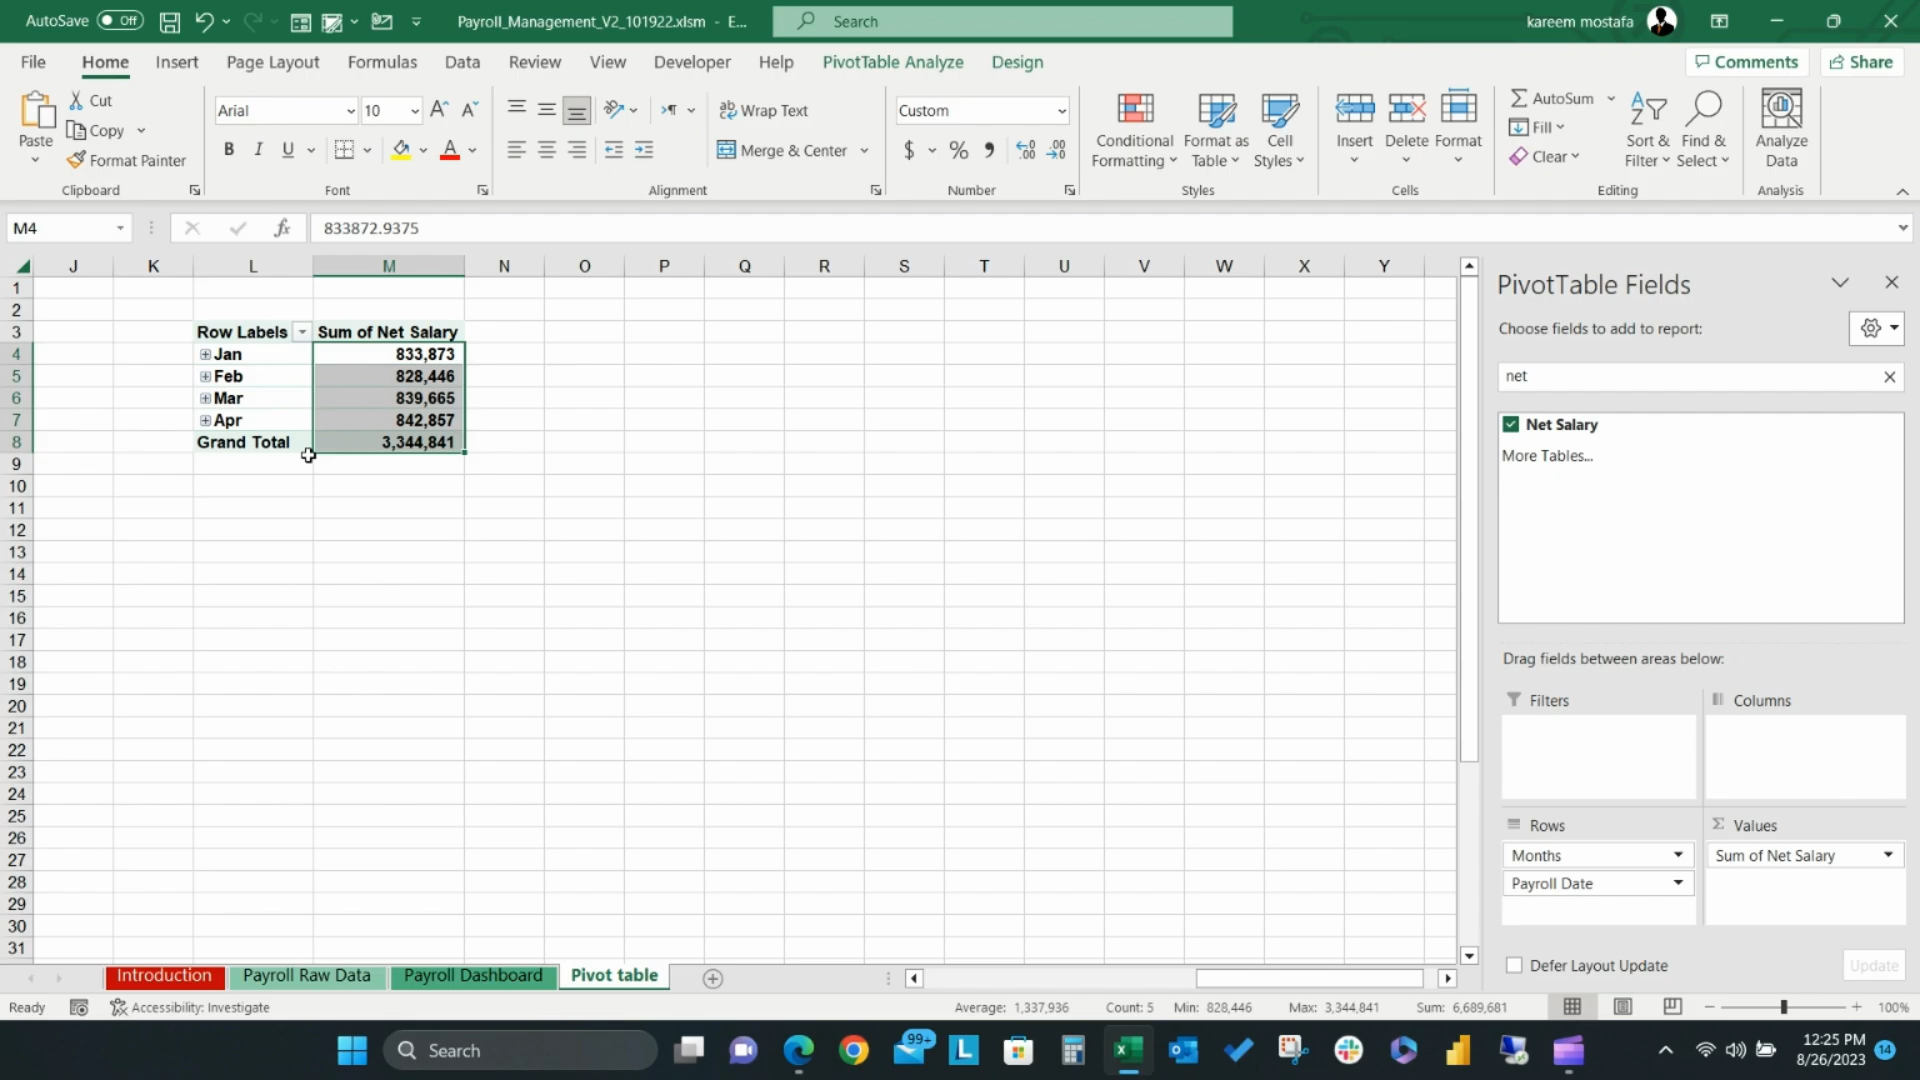 AutoSave Off Payroll_Management_V2_101922.xlsm - E... Search kareem mostafa
File Home Insert Page Layout Formulas Data Review View Developer Help PivotTable Analyze Design Comments Share
Cut
Copy
Format Painter
Paste
Clipboard
Arial 10
B I U A
Font
ab Wrap Text
Merge & Center
Alignment
Custom
$ % 9
Number
Conditional Formatting
Format as Table
Cell Styles
Styles
Insert Delete Format
Cells
AutoSum
Fill
Clear
Sort & Filter
Find & Select
Editing
Analyze Data
Analysis
M4 fx 833872.9375
J K L M N O P Q R S T U V W X Y
1
2
3 Row Labels Sum of Net Salary
4 Jan 833,873
5 Feb 828,446
6 Mar 839,665
7 Apr 842,857
8 Grand Total 3,344,841
9
10
11
12
13
14
15
16
17
18
19
20
21
22
23
24
25
26
27
28
29
30
31
PivotTable Fields
Choose fields to add to report:
net
Net Salary
More Tables...
Drag fields between areas below:
Filters
Columns
Rows
Months
Payroll Date
Values
Sum of Net Salary
Defer Layout Update Update
Introduction Payroll Raw Data Payroll Dashboard Pivot table
Ready Accessibility: Investigate Average: 1,337,936 Count: 5 Min: 828,446 Max: 3,344,841 Sum: 6,689,681 100%
Search 99+ L 12:25 PM
8/26/2023 14